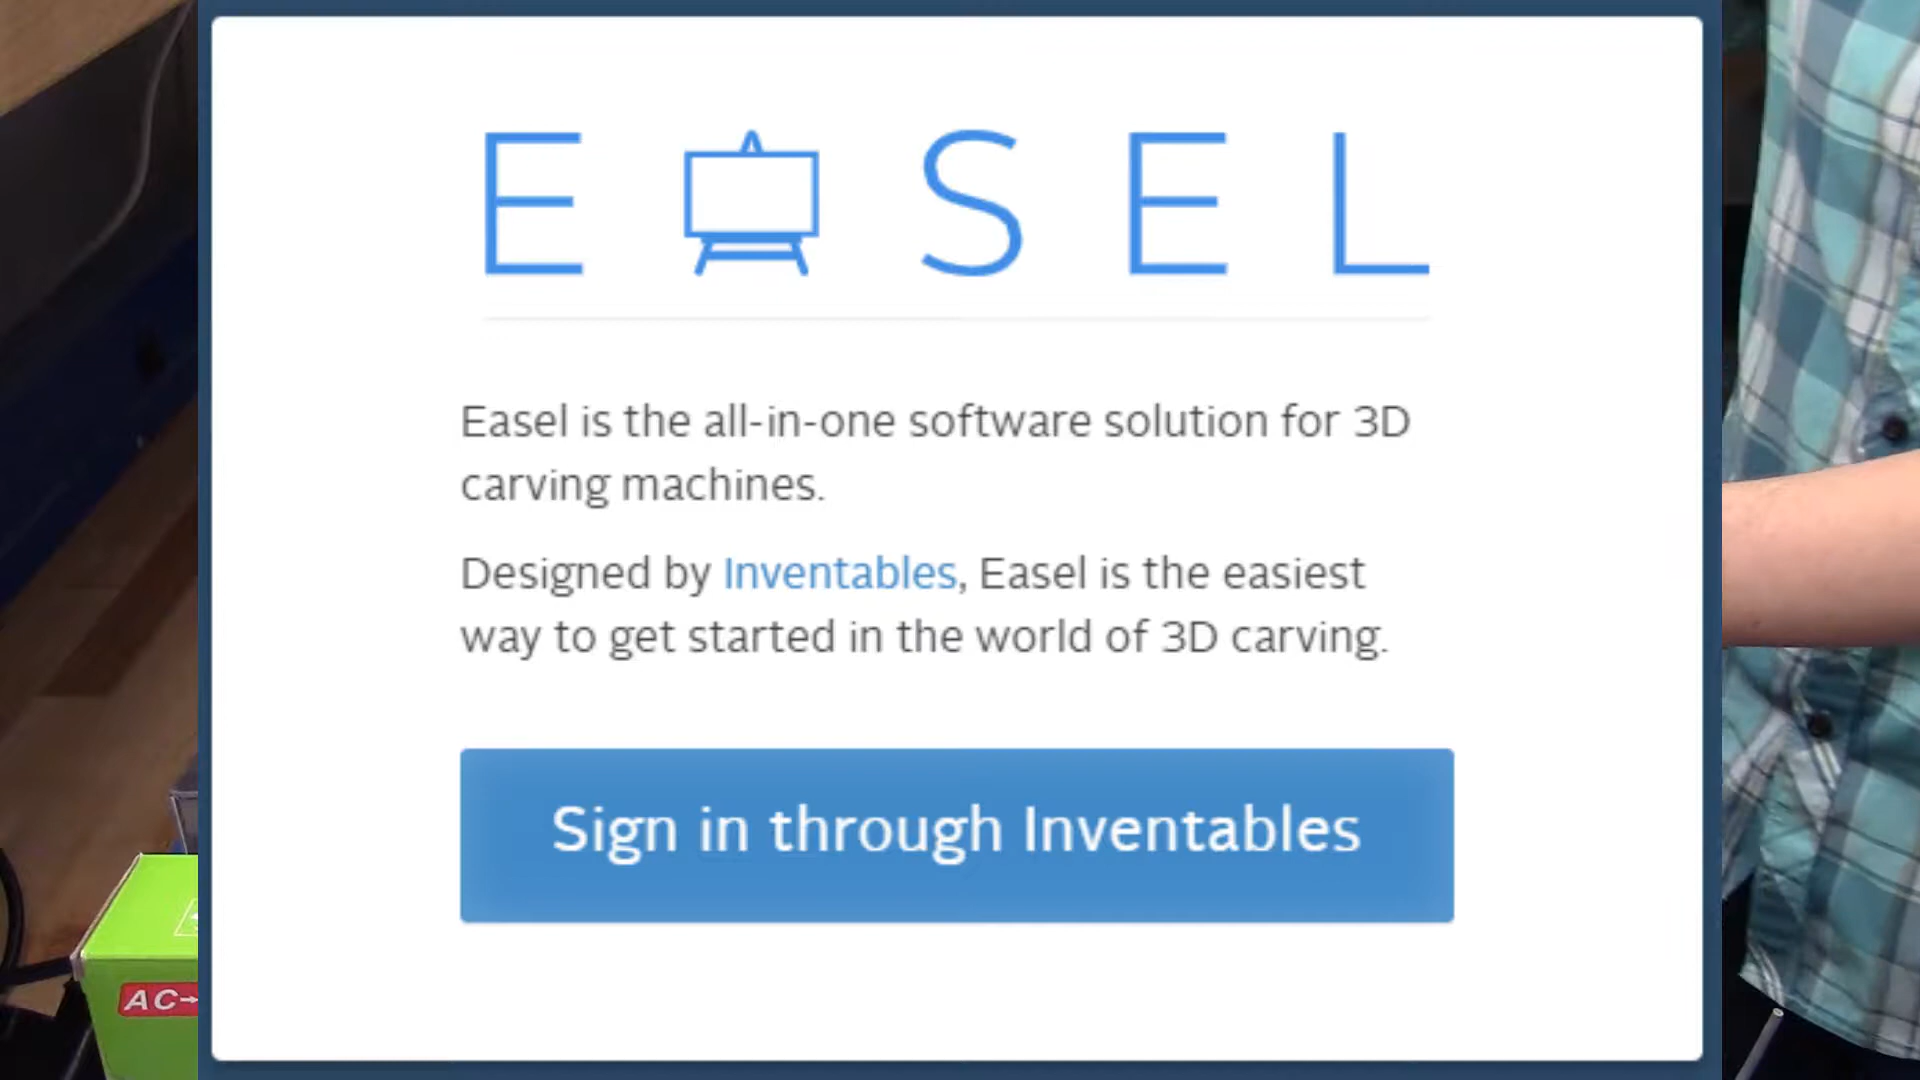 EASEL
Easel is the all-in-one software solution for 3D
carving machines.
Designed by Inventables, Easel is the easiest
way to get started in the world of 3D carving.
Sign in through Inventables
AC→